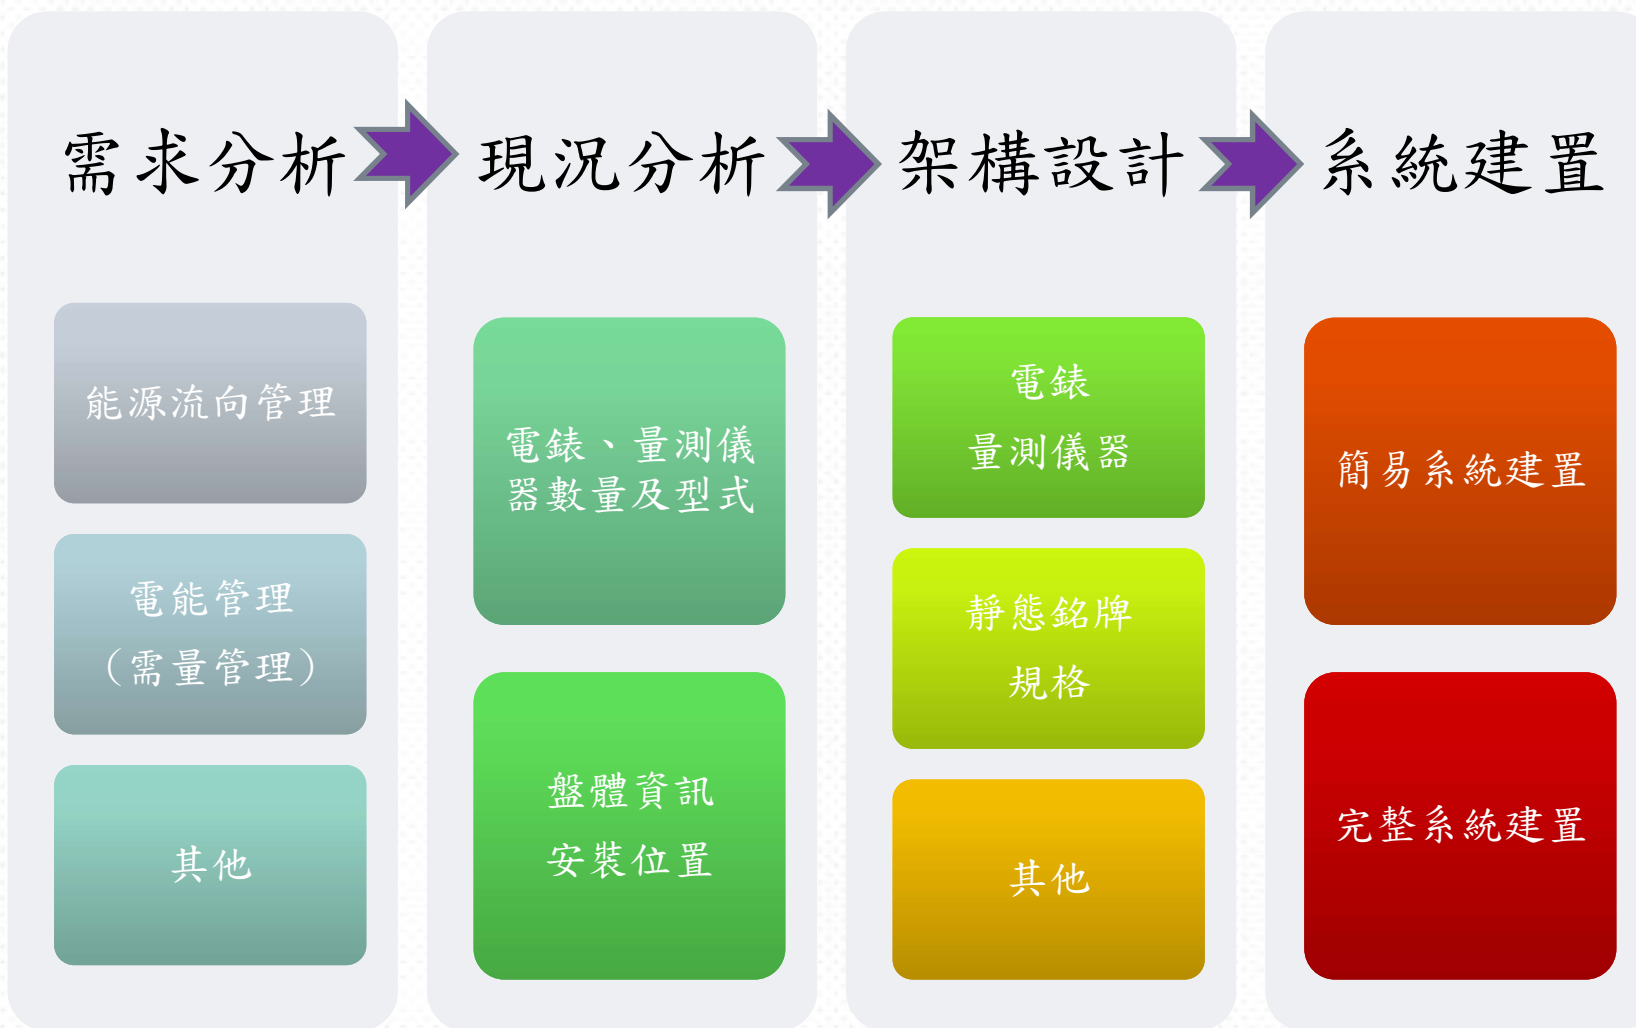 需求分析
能源流向管理
電能管理
（需量管理）
其他
現況分析
電錶、量測儀
器數量及型式
盤體資訊
安裝位置
架構設計
電錶
量測儀器
靜態銘牌
規格
其他
系統建置
簡易系統建置
完整系統建置